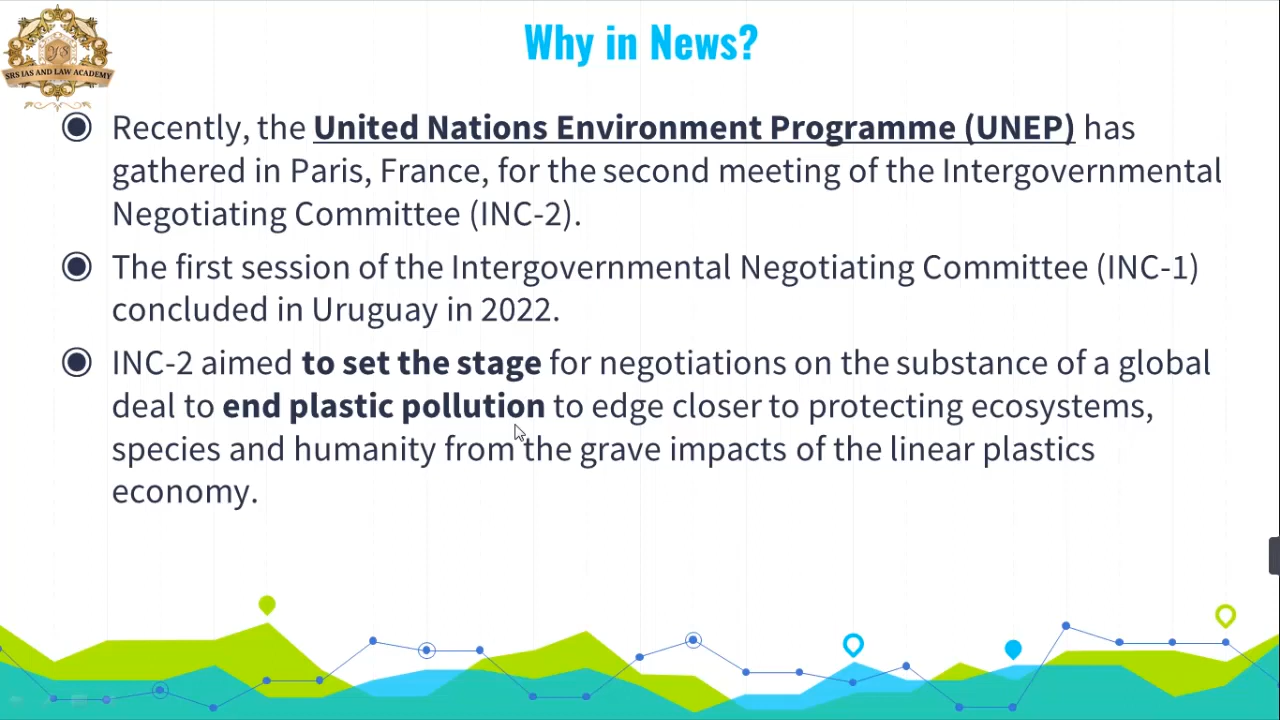 Why in News?
SRS IAS AND LAW ACADEMY
Recently, the United Nations Environment Programme (UNEP) has
gathered in Paris, France, for the second meeting of the Intergovernmental
Negotiating Committee (INC-2).
The first session of the Intergovernmental Negotiating Committee (INC-1)
concluded in Uruguay in 2022.
INC-2 aimed to set the stage for negotiations on the substance of a global
deal to end plastic pollution to edge closer to protecting ecosystems,
species and humanity from the grave impacts of the linear plastics
economy.